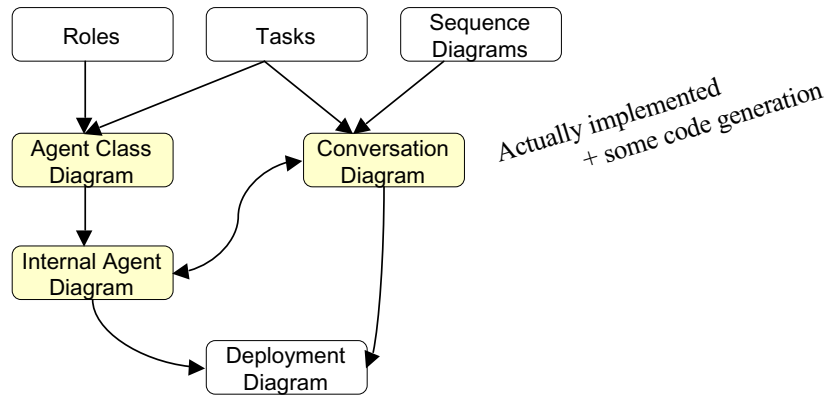 Roles
Tasks
Sequence
Diagrams
Actually implemented
+ some code generation
Agent Class
Diagram
Conversation
Diagram
Internal Agent
Diagram
Deployment
Diagram